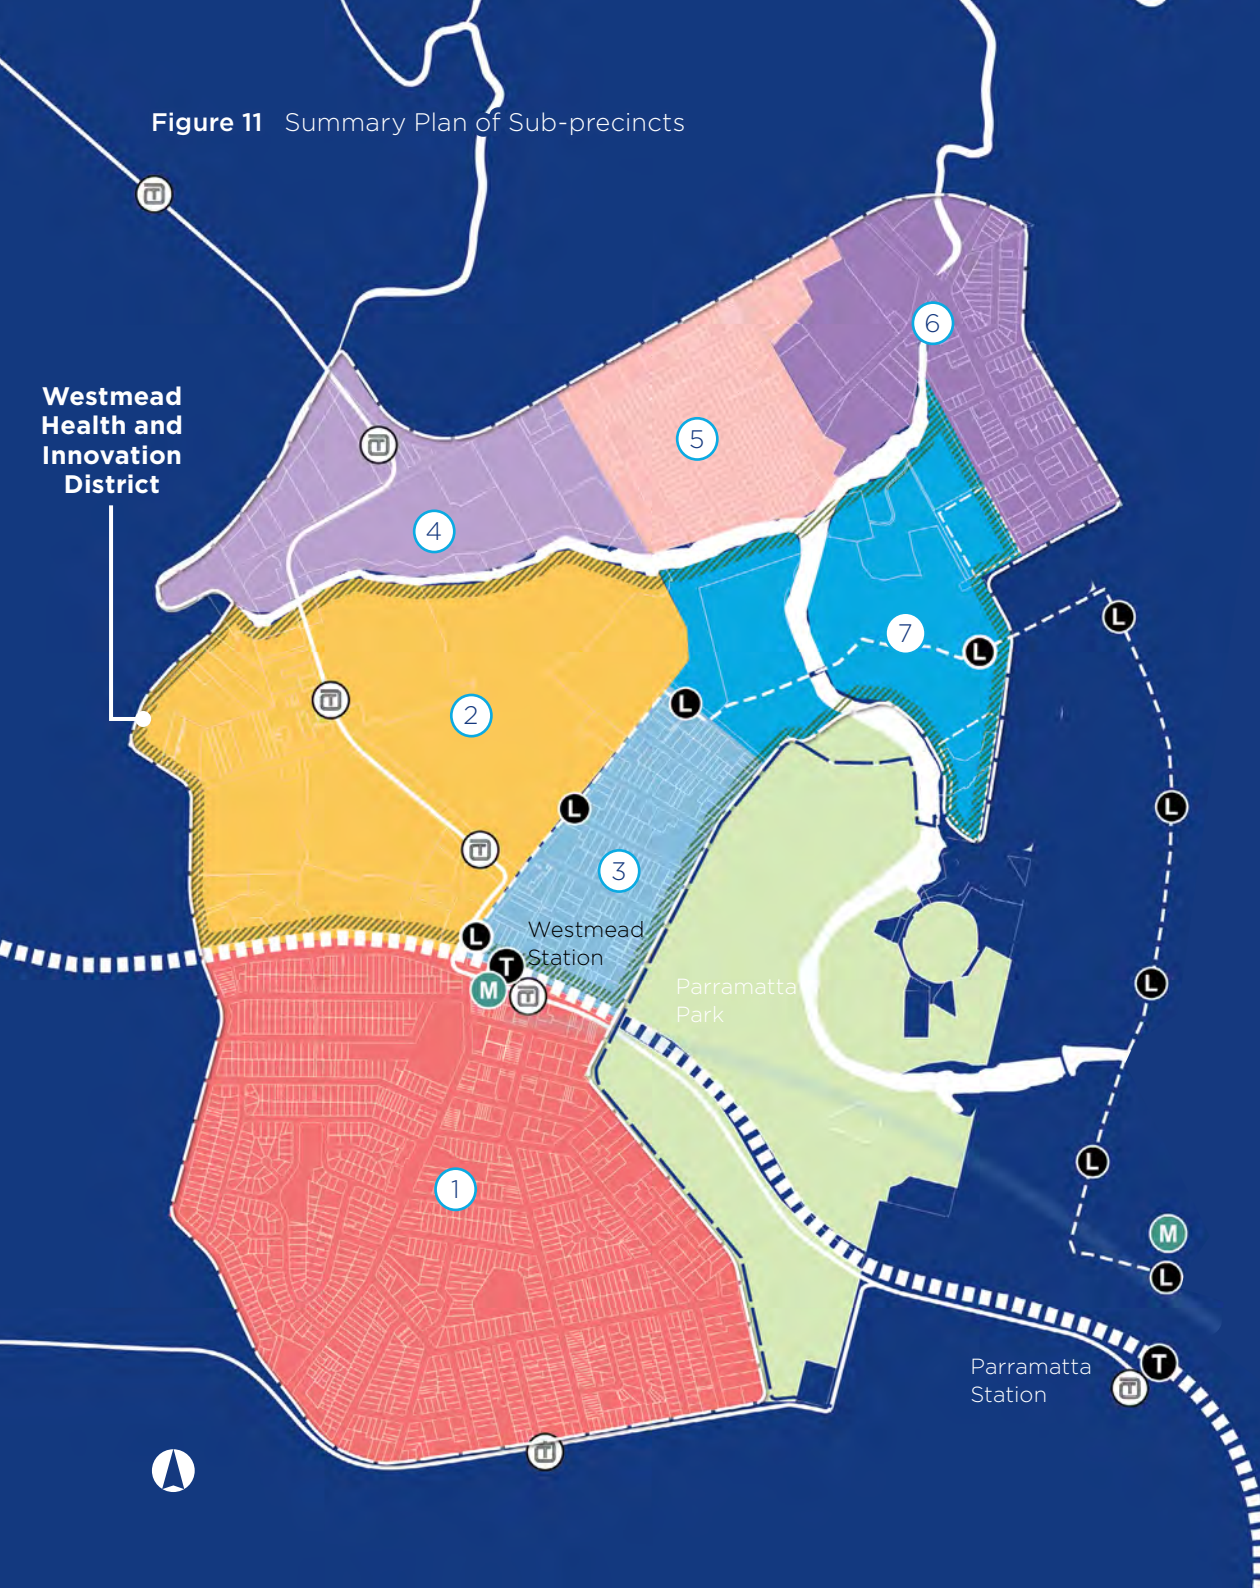 Figure 11 Summary Plan of Sub-precincts
T
6
Westmead
Health and
Innovation
District
5
T
4
L
7
L
T
L
2
L
L
T
3
Westmead
Station
L
T
M
T
Parramatta
Park
L
L
1
M
L
Parramatta
Station
T
T
T